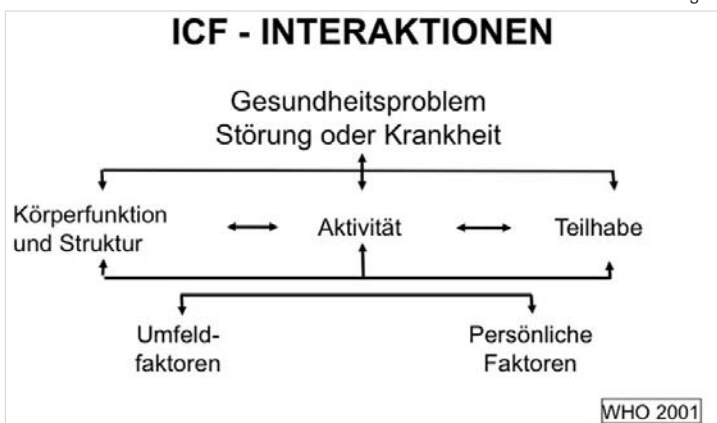 ICF - INTERAKTIONEN
Gesundheitsproblem
Störung oder Krankheit
Körperfunktion
und Struktur
Aktivität
Teilhabe
Umfeld-
faktoren
Persönliche
Faktoren
WHO 2001